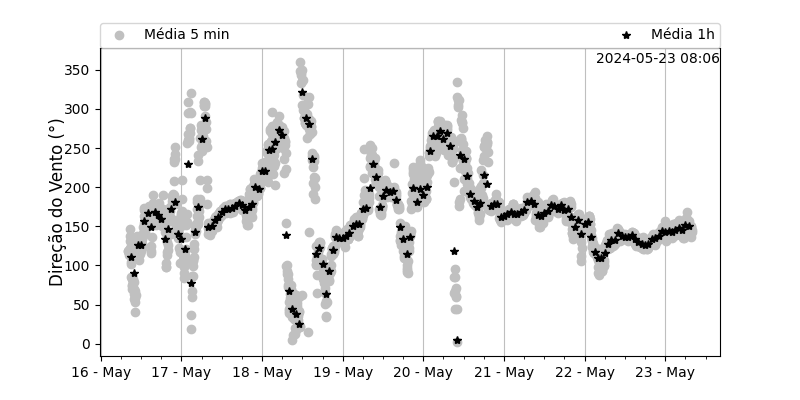 Média 5 min
Média 1h
2024-05-23 08:06
Direção do Vento (°)
350
300
250
200
150
100
50
0
16 - May
17 - May
18 - May
19 - May
20 - May
21 - May
22 - May
23 - May